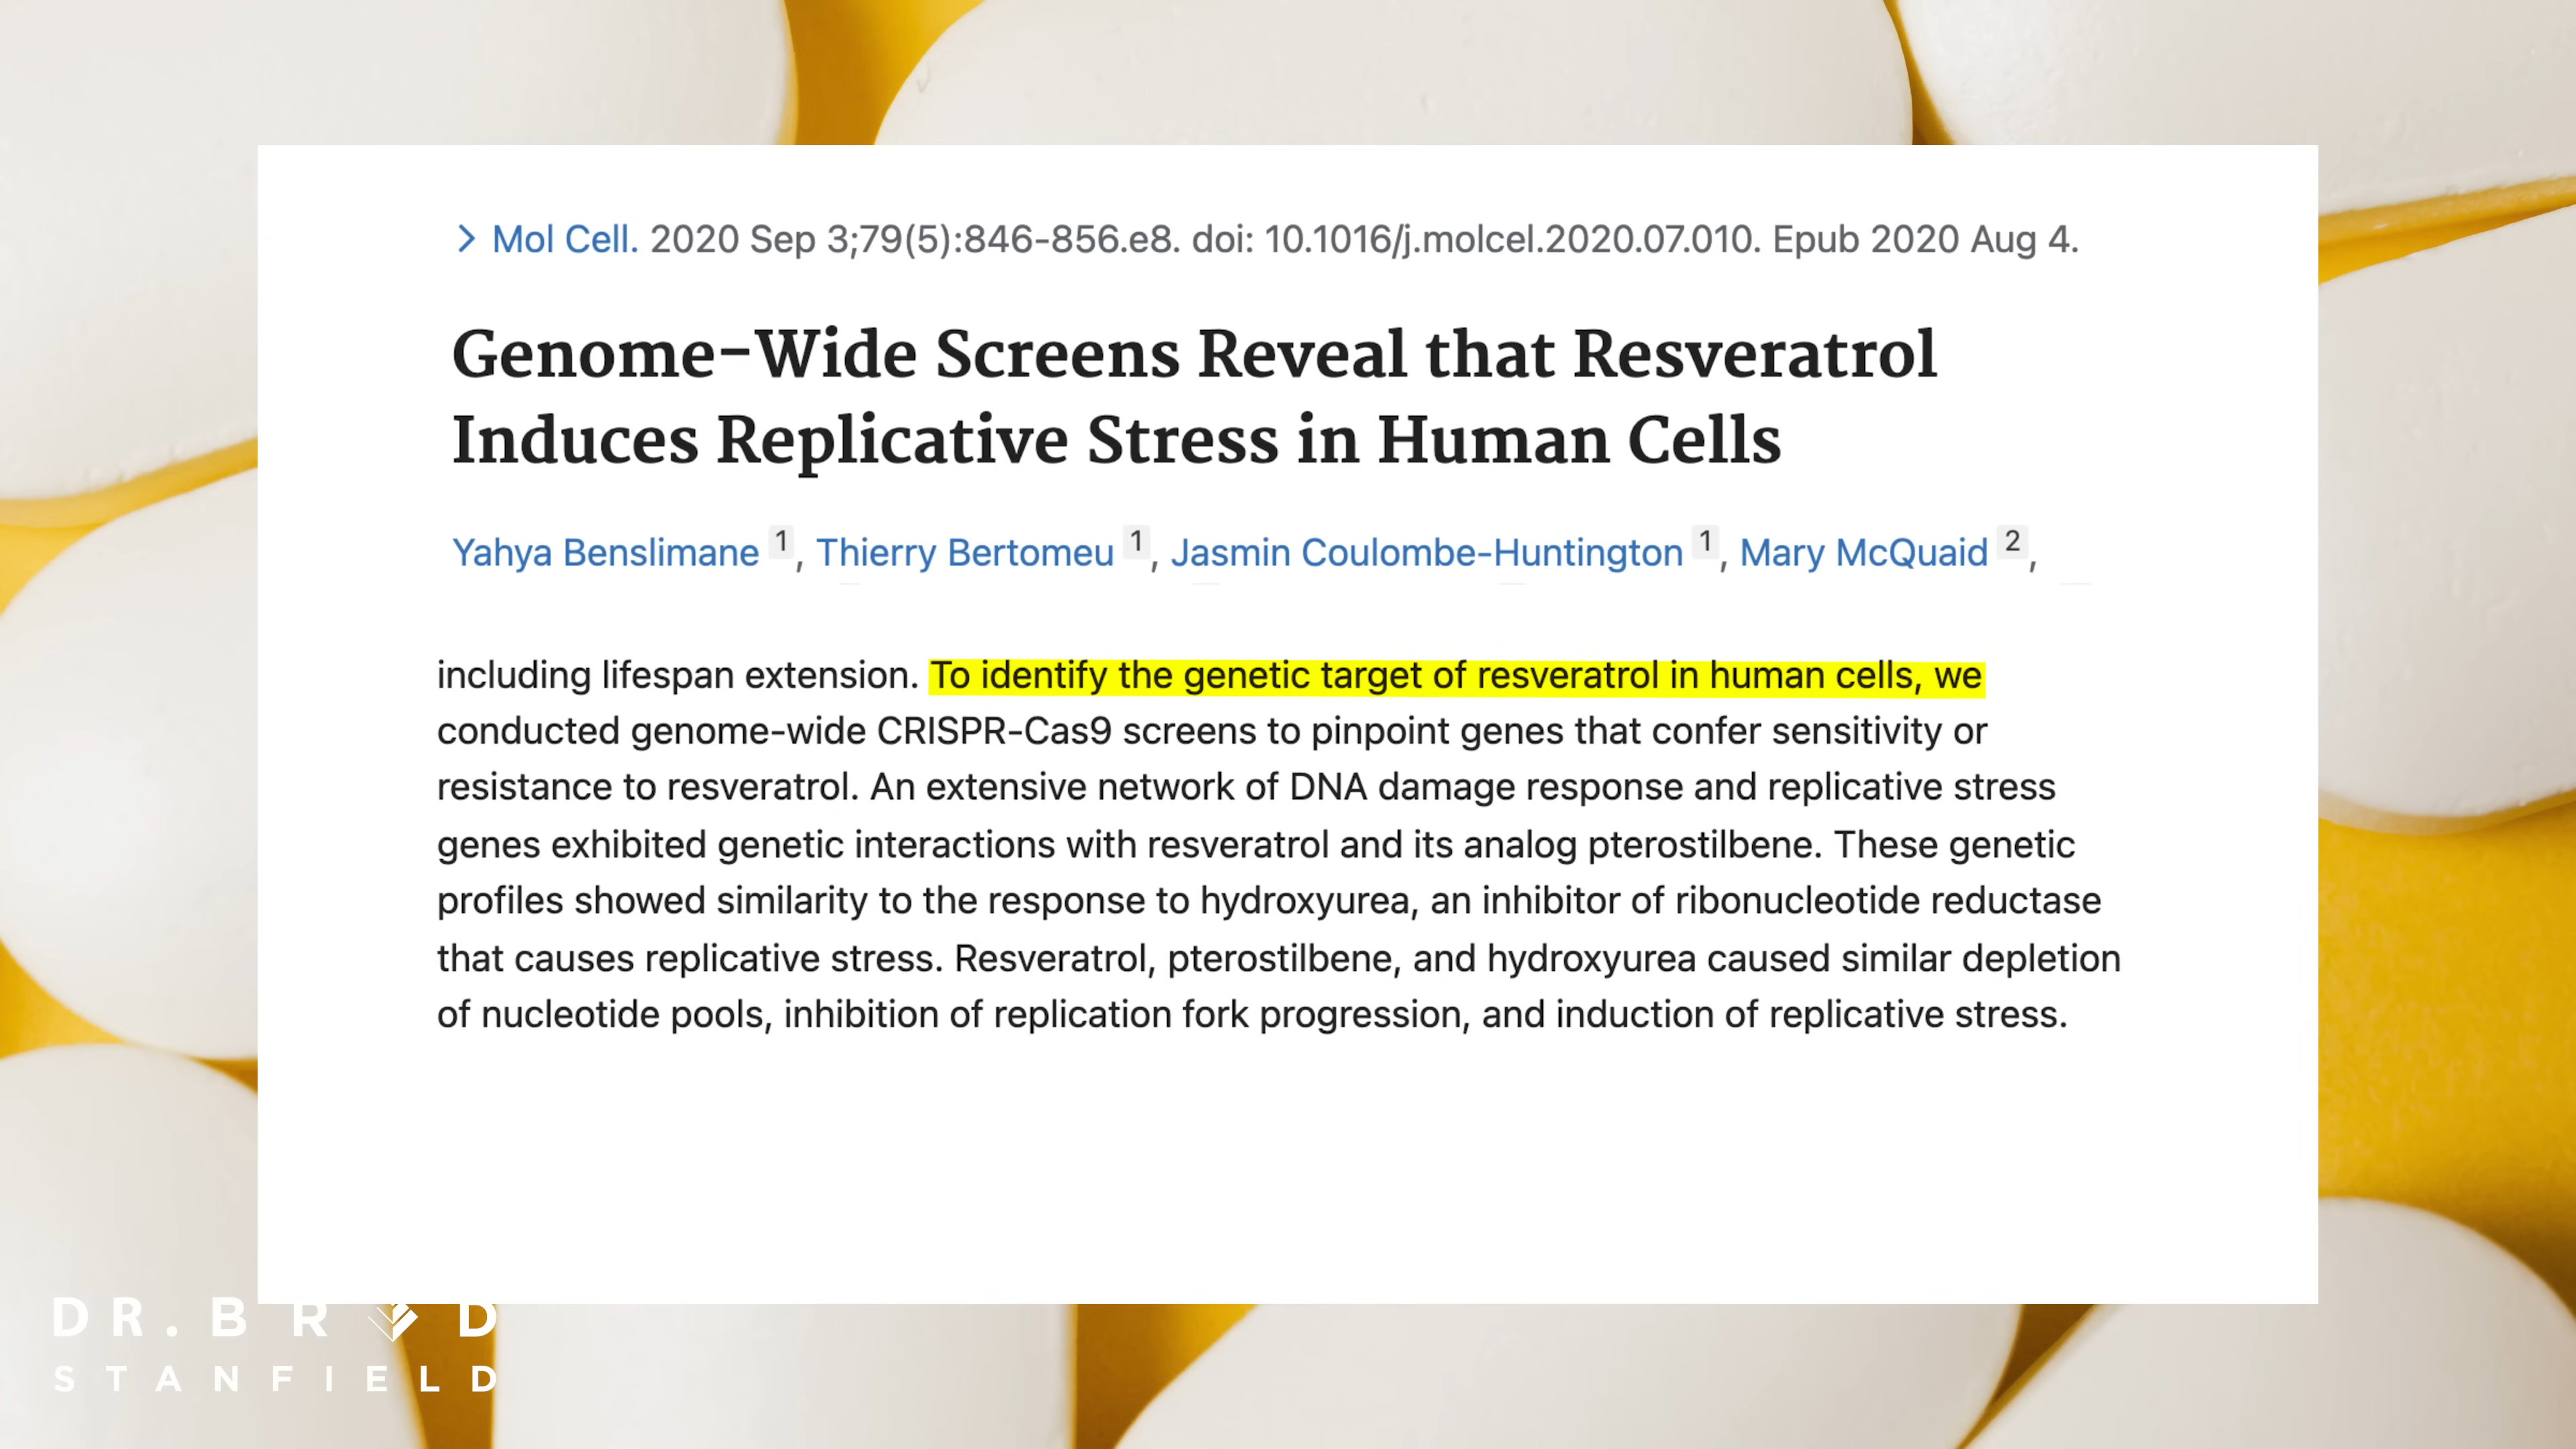 > Mol Cell. 2020 Sep 3;79(5):846-856.e8. doi: 10.1016/j.molcel.2020.07.010. Epub 2020 Aug 4.
Genome-Wide Screens Reveal that Resveratrol
Induces Replicative Stress in Human Cells
Yahya Benslimane 1, Thierry Bertomeu 1, Jasmin Coulombe-Huntington 1, Mary McQuaid 2,
including lifespan extension. To identify the genetic target of resveratrol in human cells, we
conducted genome-wide CRISPR-Cas9 screens to pinpoint genes that confer sensitivity or
resistance to resveratrol. An extensive network of DNA damage response and replicative stress
genes exhibited genetic interactions with resveratrol and its analog pterostilbene. These genetic
profiles showed similarity to the response to hydroxyurea, an inhibitor of ribonucleotide reductase
that causes replicative stress. Resveratrol, pterostilbene, and hydroxyurea caused similar depletion
of nucleotide pools, inhibition of replication fork progression, and induction of replicative stress.
DR. BRAD
STANFIELD